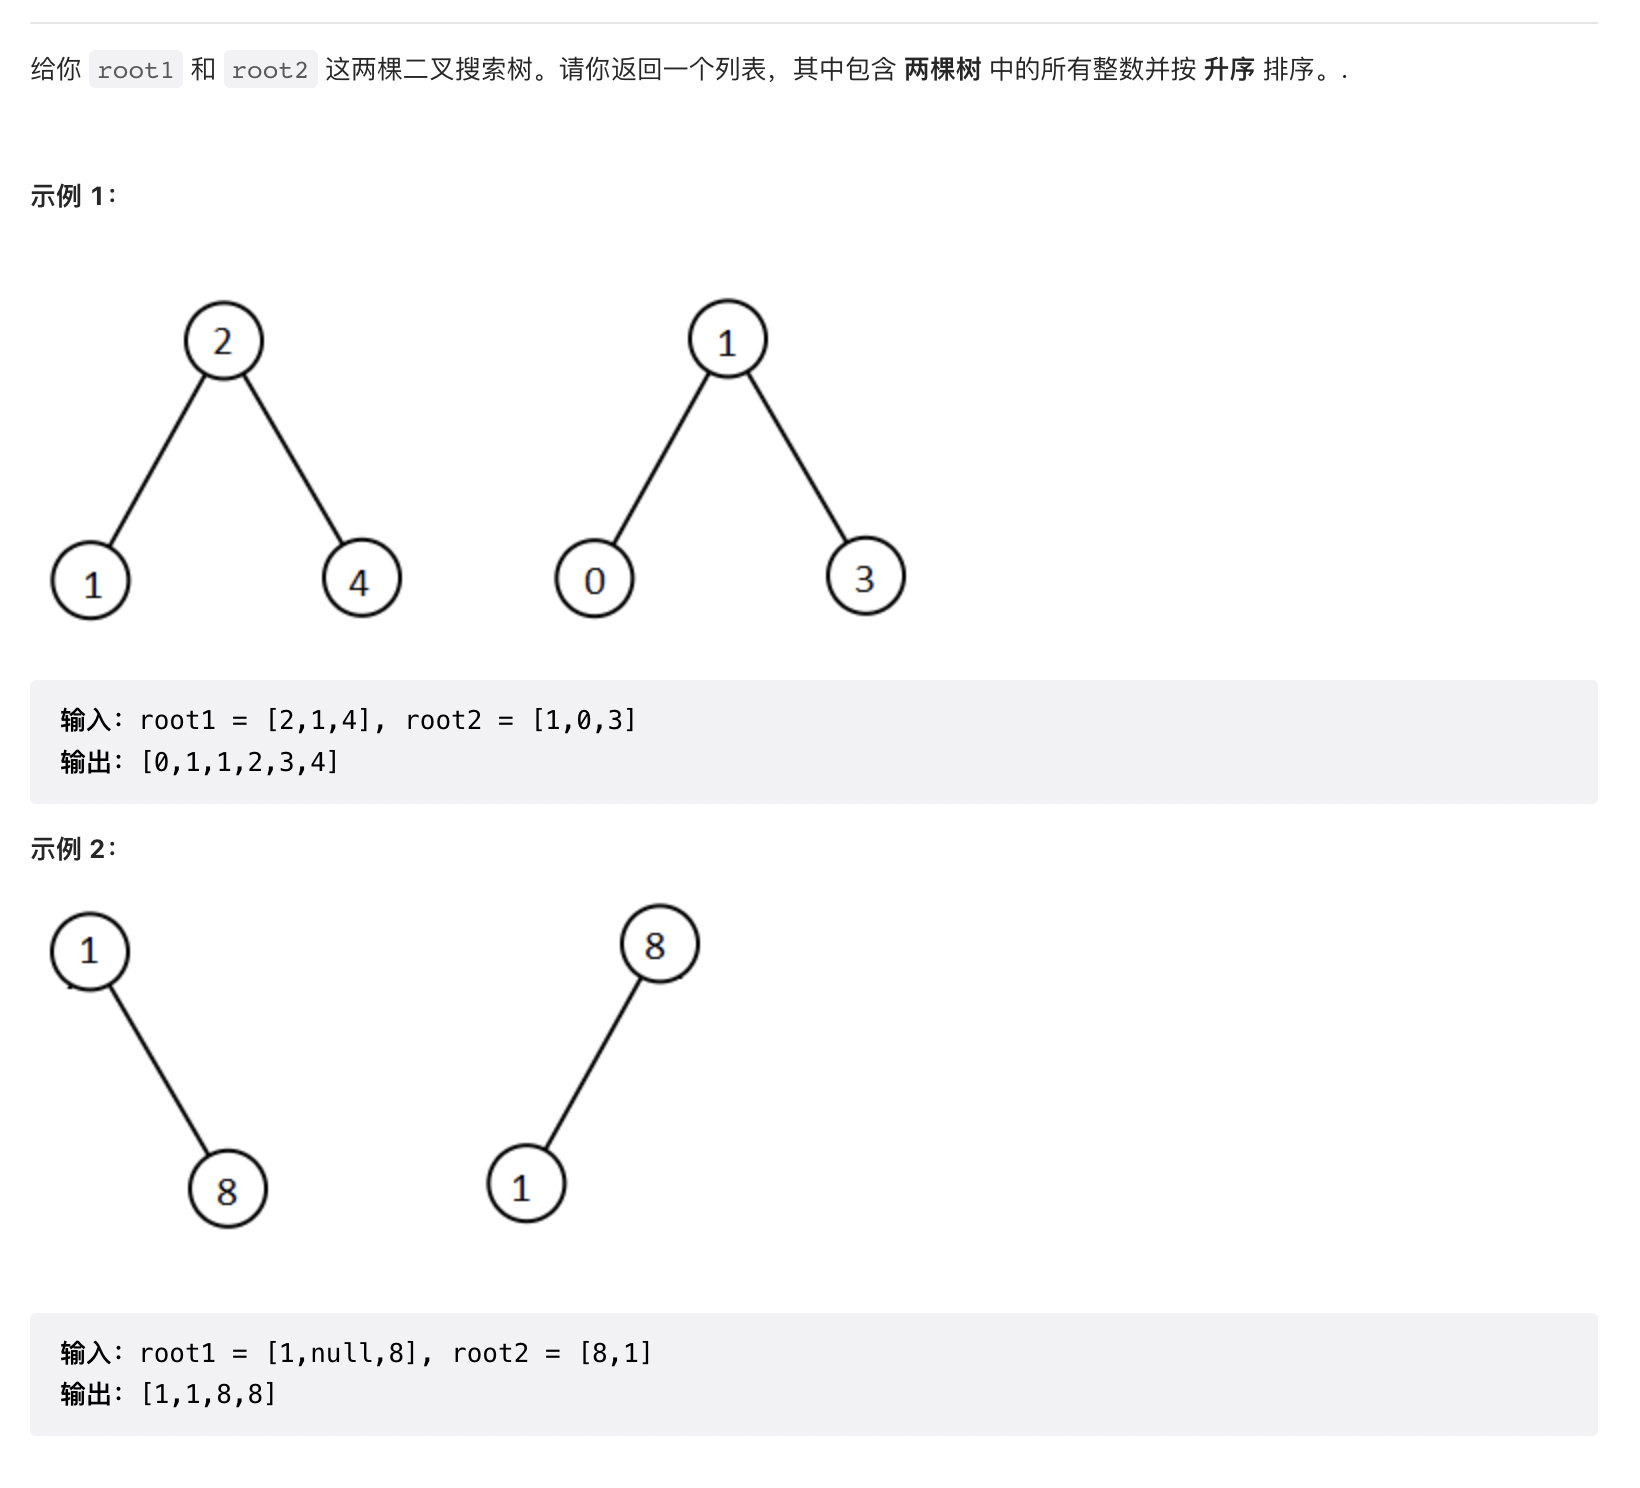 给你 root1 和 root2 这两棵二叉搜索树。请你返回一个列表，其中包含 两棵树 中的所有整数并按 升序 排序。.
示例 1：
2
1
1
4
0
3
输入：root1 = [2,1,4], root2 = [1,0,3]
输出：[0,1,1,2,3,4]
示例 2：
1
8
8
1
输入：root1 = [1,null,8], root2 = [8,1]
输出：[1,1,8,8]